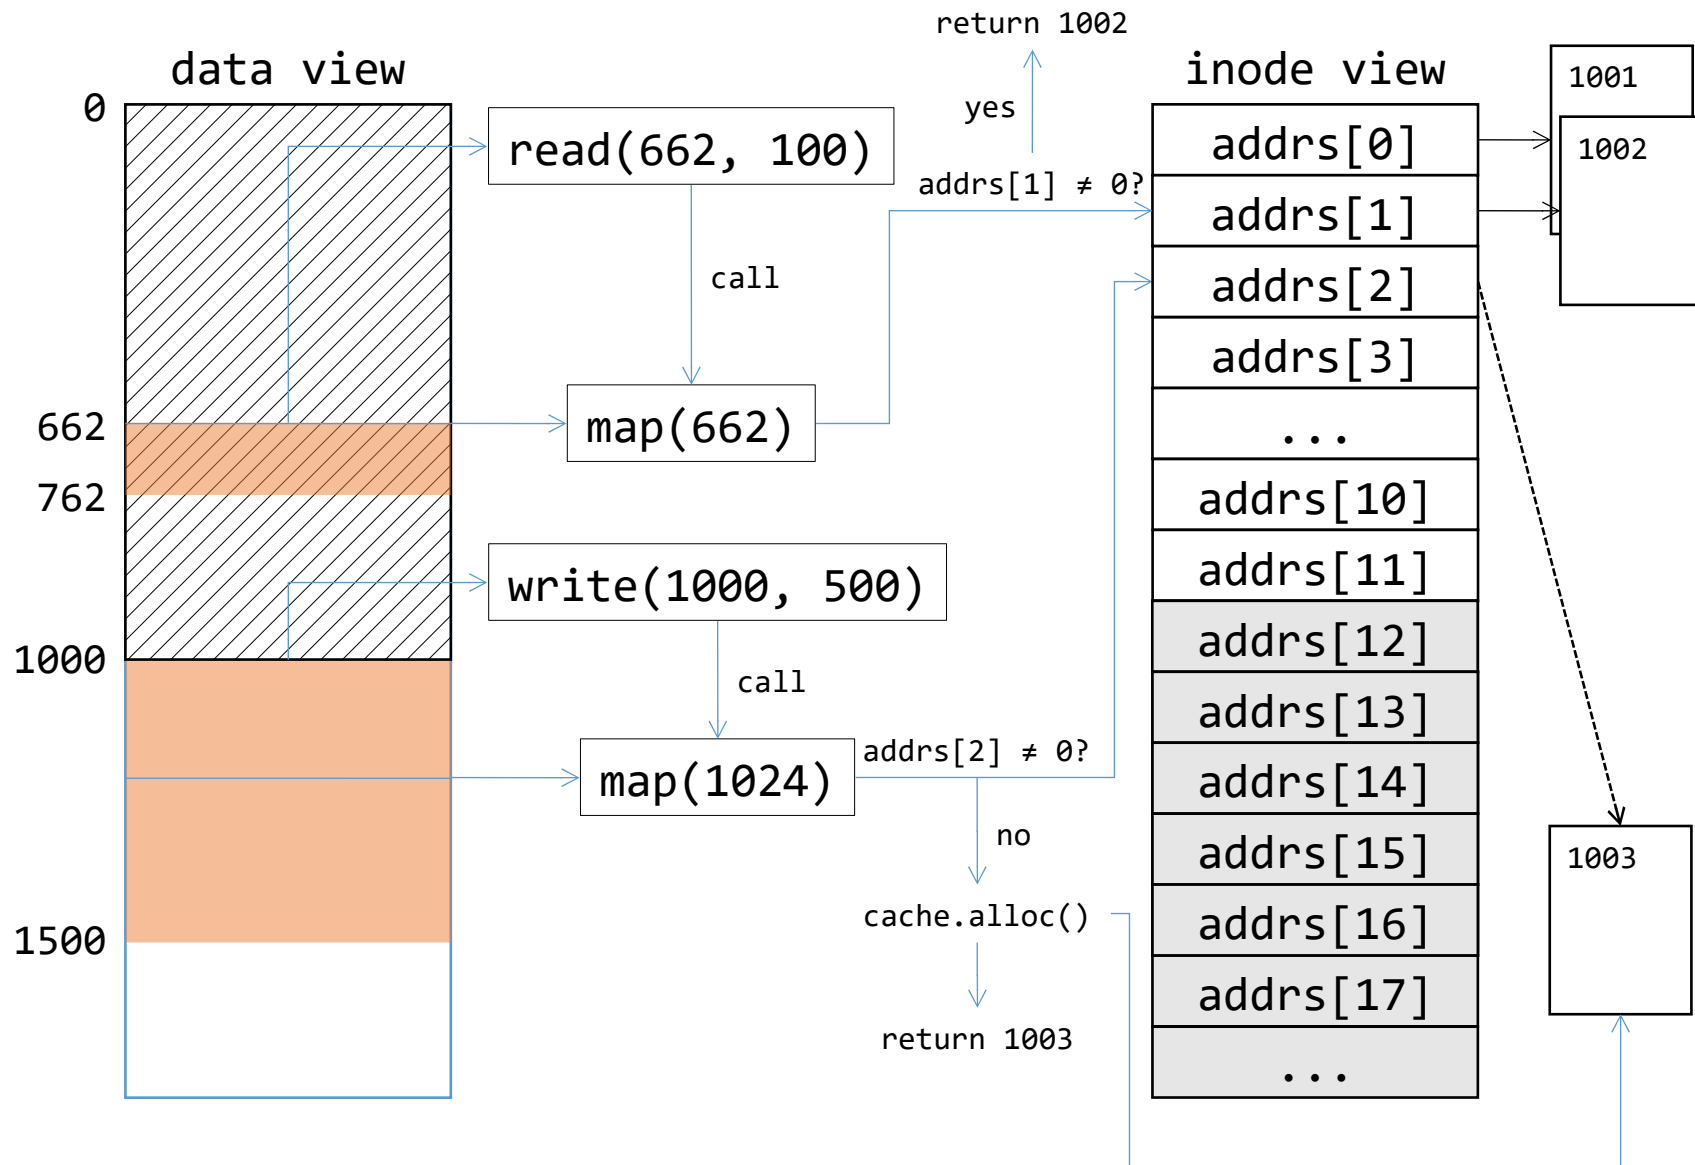 data view
0
662
762
1000
1500
read(662, 100)
call
map(662)
write(1000, 500)
call
map(1024)
return 1002
yes
addrs[1] ≠ 0?
addrs[2] ≠ 0?
no
cache.alloc()
return 1003
inode view
addrs[0]
addrs[1]
addrs[2]
addrs[3]
...
addrs[10]
addrs[11]
addrs[12]
addrs[13]
addrs[14]
addrs[15]
addrs[16]
addrs[17]
...
1001
1002
1003